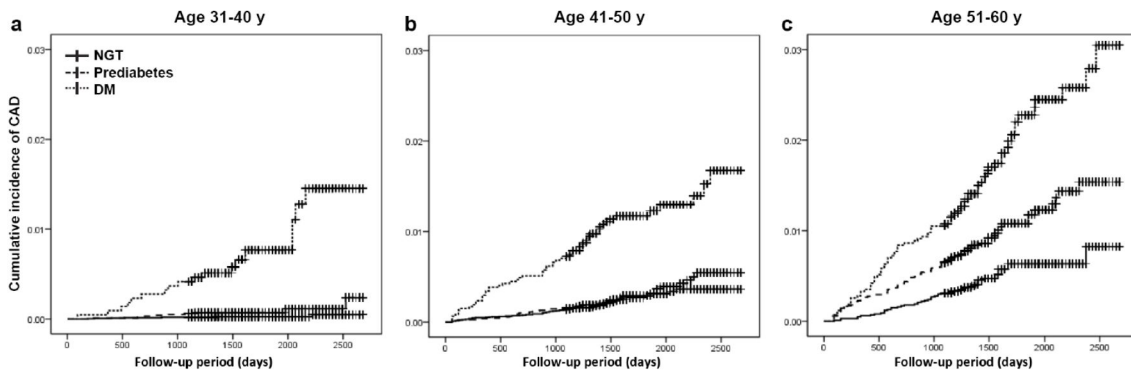 a
Age 31-40 y
b
Age 41-50 y
c
Age 51-60 y
Cumulative incidence of CAD
0.03
0.02
0.01
0.00
NGT
Prediabetes
DM
0 500 1000 1500 2000 2500
Follow-up period (days)
0.03
0.02
0.01
0.00
0 500 1000 1500 2000 2500
Follow-up period (days)
0.03
0.02
0.01
0.00
0 500 1000 1500 2000 2500
Follow-up period (days)